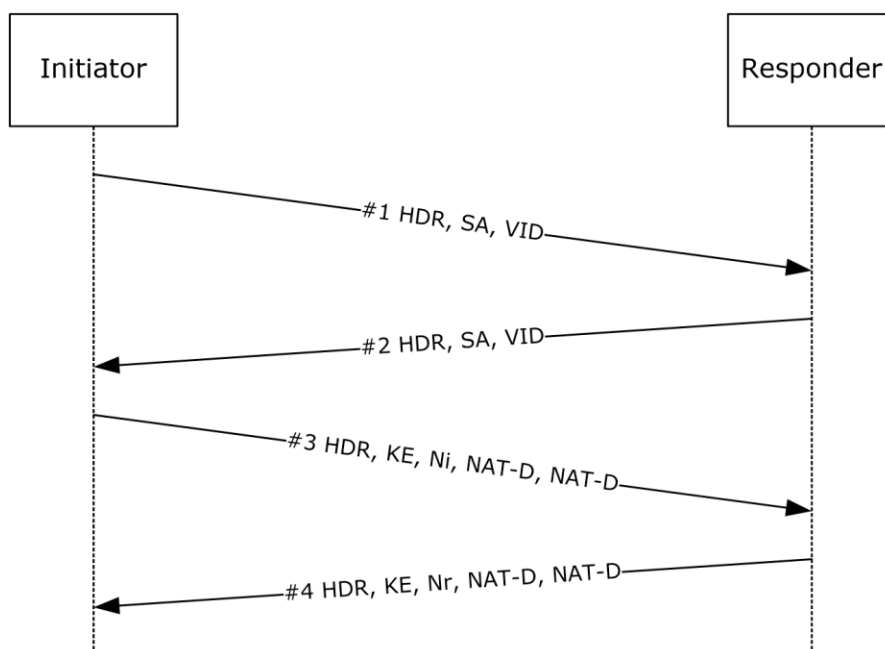 Initiator
Responder
#1 HDR, SA, VID
#2 HDR, SA, VID
#3 HDR, KE, Ni, NAT-D, NAT-D
#4 HDR, KE, Nr, NAT-D, NAT-D